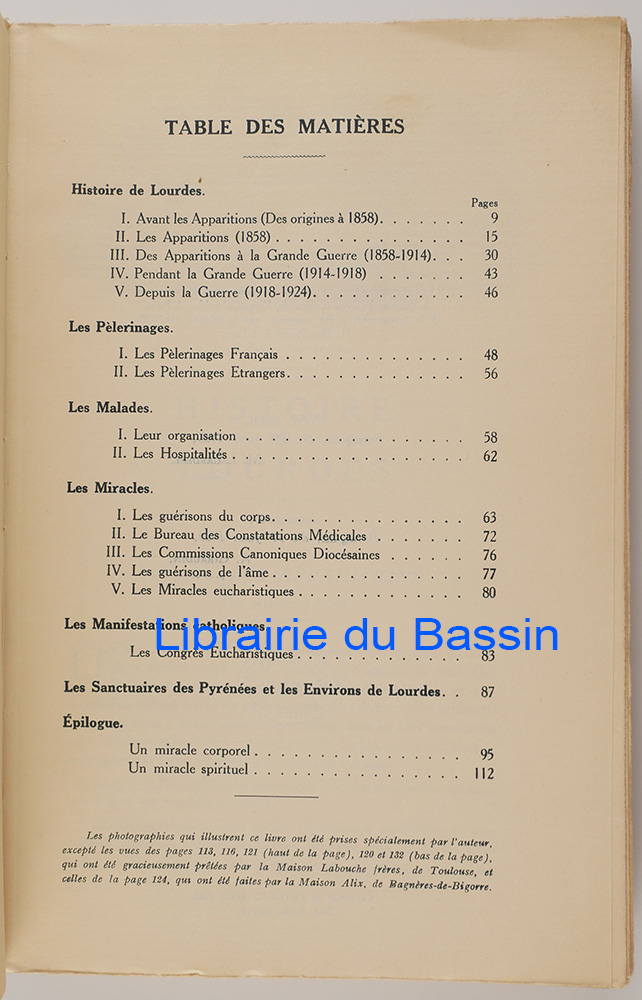 TABLE DES MATIÈRES
Histoire de Lourdes.
Pages
I. Avant les Apparitions (Des origines à 1858). . . . . . . 9
II. Les Apparitions (1858) . . . . . . . . . . . . . . . 15
III. Des Apparitions à la Grande Guerre (1858-1914). . . 30
IV. Pendant la Grande Guerre (1914-1918) . . . . . . . 43
V. Depuis la Guerre (1918-1924). . . . . . . . . . . . 46
Les Pèlerinages.
I. Les Pèlerinages Français . . . . . . . . . . . . . . 48
II. Les Pèlerinages Etrangers. . . . . . . . . . . . . . 56
Les Malades.
I. Leur organisation . . . . . . . . . . . . . . . . . 58
II. Les Hospitalités . . . . . . . . . . . . . . . . . . 62
Les Miracles.
I. Les guérisons du corps. . . . . . . . . . . . . . . 63
II. Le Bureau des Constatations Médicales . . . . . . . 72
III. Les Commissions Canoniques Diocésaines . . . . . . 76
IV. Les guérisons de l'âme . . . . . . . . . . . . . . . 77
V. Les Miracles eucharistiques . . . . . . . . . . . . . 80
Les Manifestations catholiques.
Librairie du Bassin
Les Congrès Eucharistiques . . . . . . . . . . . . . 83
Les Sanctuaires des Pyrénées et les Environs de Lourdes. . 87
Épilogue.
Un miracle corporel . . . . . . . . . . . . . . . . 95
Un miracle spirituel . . . . . . . . . . . . . . . . 112
Les photographies qui illustrent ce livre ont été prises spécialement par l'auteur,
excepté les vues des pages 113, 116, 121 (haut de la page), 120 et 132 (bas de la page),
qui ont été gracieusement prêtées par la Maison Labouche frères, de Toulouse, et
celles de la page 124, qui ont été faites par la Maison Alix, de Bagnères-de-Bigorre.